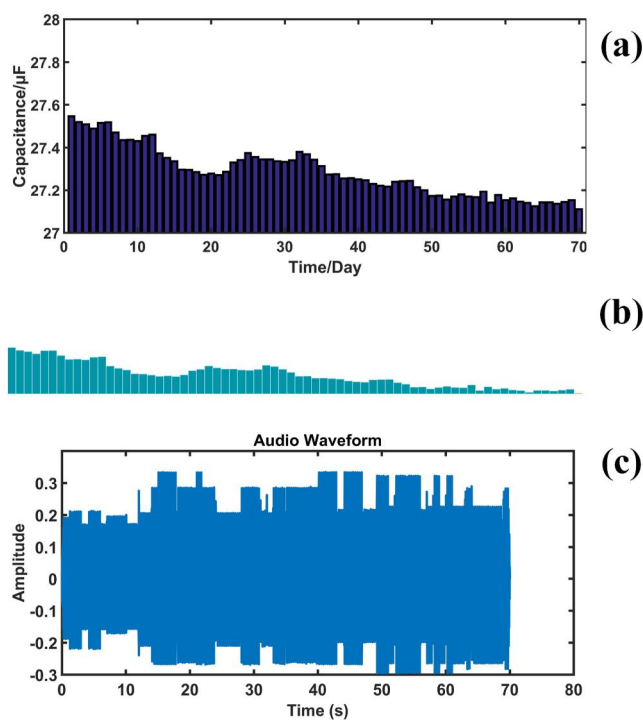 28
(a)
27.8
27.6
27.4
27.2
27
Capacitance/μF
0 10 20 30 40 50 60 70
Time/Day
(b)
Audio Waveform
(c)
0.3
0.2
0.1
0
-0.1
-0.2
-0.3
Amplitude
0 10 20 30 40 50 60 70 80
Time (s)